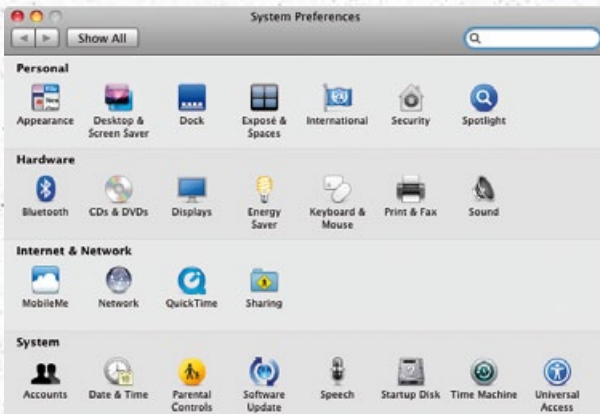 System Preferences
Show All
Personal
Appearance
Desktop &
Screen Saver
Dock
Exposé &
Spaces
International
Security
Spotlight
Hardware
Bluetooth
CDs & DVDs
Displays
Energy
Saver
Keyboard &
Mouse
Print & Fax
Sound
Internet & Network
MobileMe
Network
QuickTime
Sharing
System
Accounts
Date & Time
Parental
Controls
Software
Update
Speech
Startup Disk
Time Machine
Universal
Access